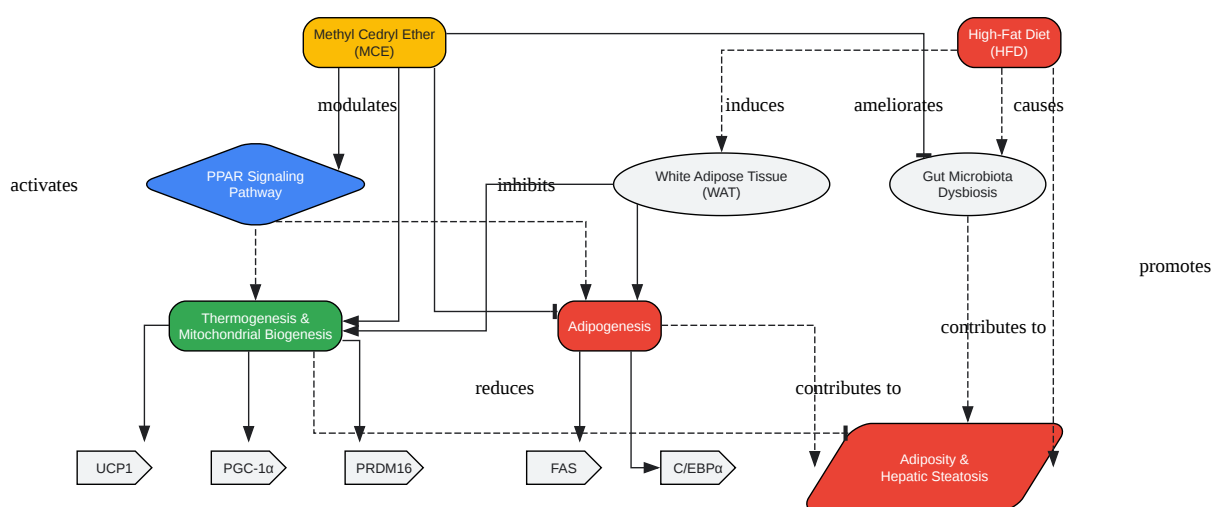 Methyl Cedryl Ether
(MCE)
High-Fat Diet
(HFD)
modulates
induces
ameliorates
causes
activates
PPAR Signaling
Pathway
inhibits
White Adipose Tissue
(WAT)
Gut Microbiota
Dysbiosis
promotes
Thermogenesis &
Mitochondrial Biogenesis
Adipogenesis
contributes to
reduces
contributes to
UCP1
PGC-1α
PRDM16
FAS
C/EBPα
Adiposity &
Hepatic Steatosis